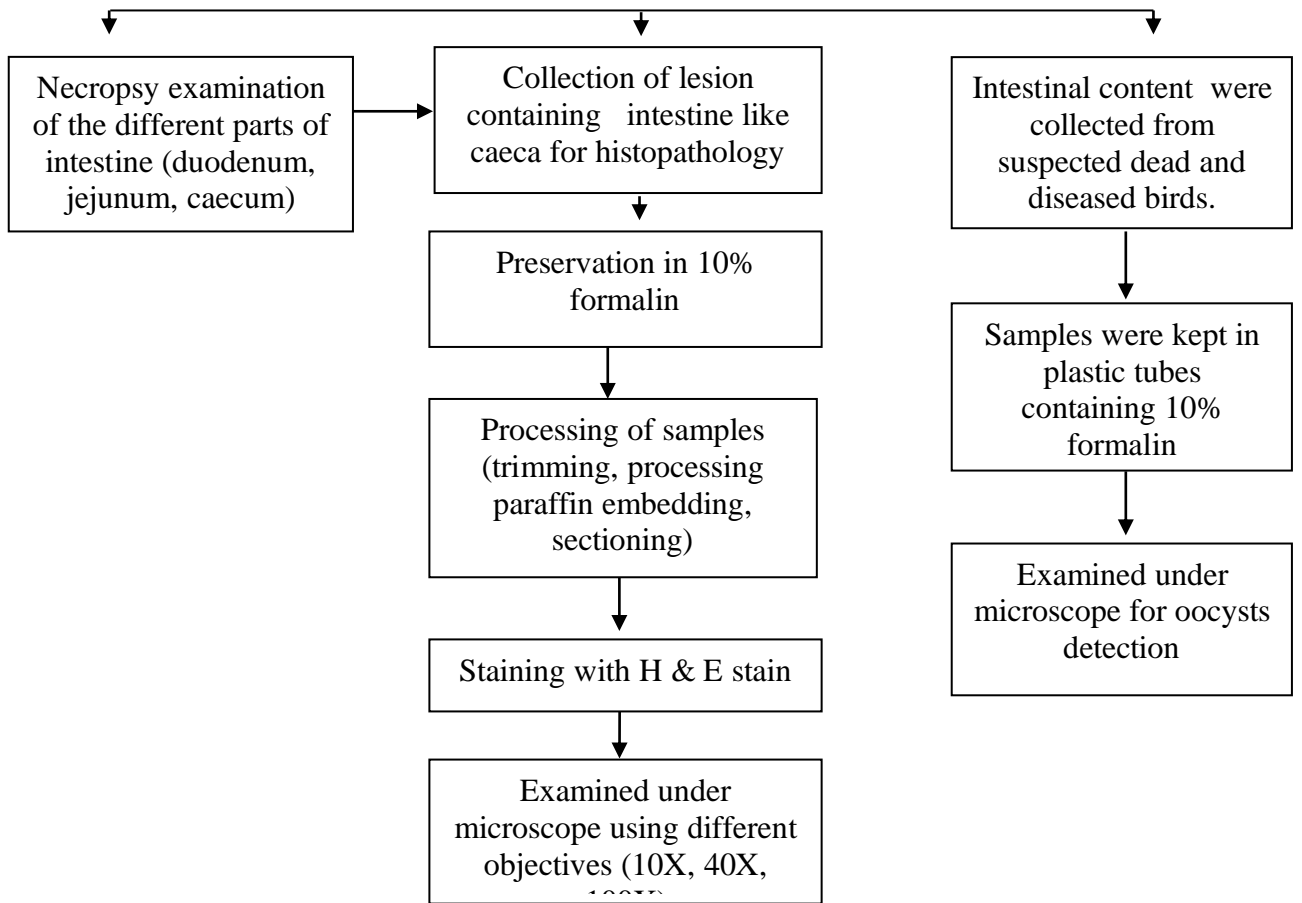 Necropsy examination
of the different parts of
intestine (duodenum,
jejunum, caecum)
Collection of lesion
containing intestine like
caeca for histopathology
Preservation in 10%
formalin
Processing of samples
(trimming, processing
paraffin embedding,
sectioning)
Staining with H & E stain
Examined under
microscope using different
objectives (10X, 40X,
Intestinal content were
collected from
suspected dead and
diseased birds.
Samples were kept in
plastic tubes
containing 10%
formalin
Examined under
microscope for oocysts
detection